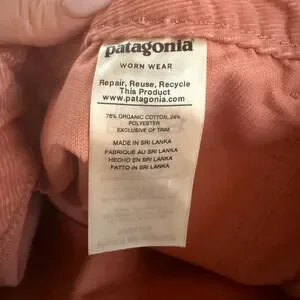 patagonia
WORN WEAR
Repair, Reuse, Recycle
This Product
www.patagonia.com
76% ORGANIC COTTON, 24%
POLYESTER
EXCLUSIVE OF TRIM
MADE IN SRI LANKA
FABRIQUÉ AU SRI LANKA
HECHO EN SRI LANKA
FATTO IN SRI LANKA